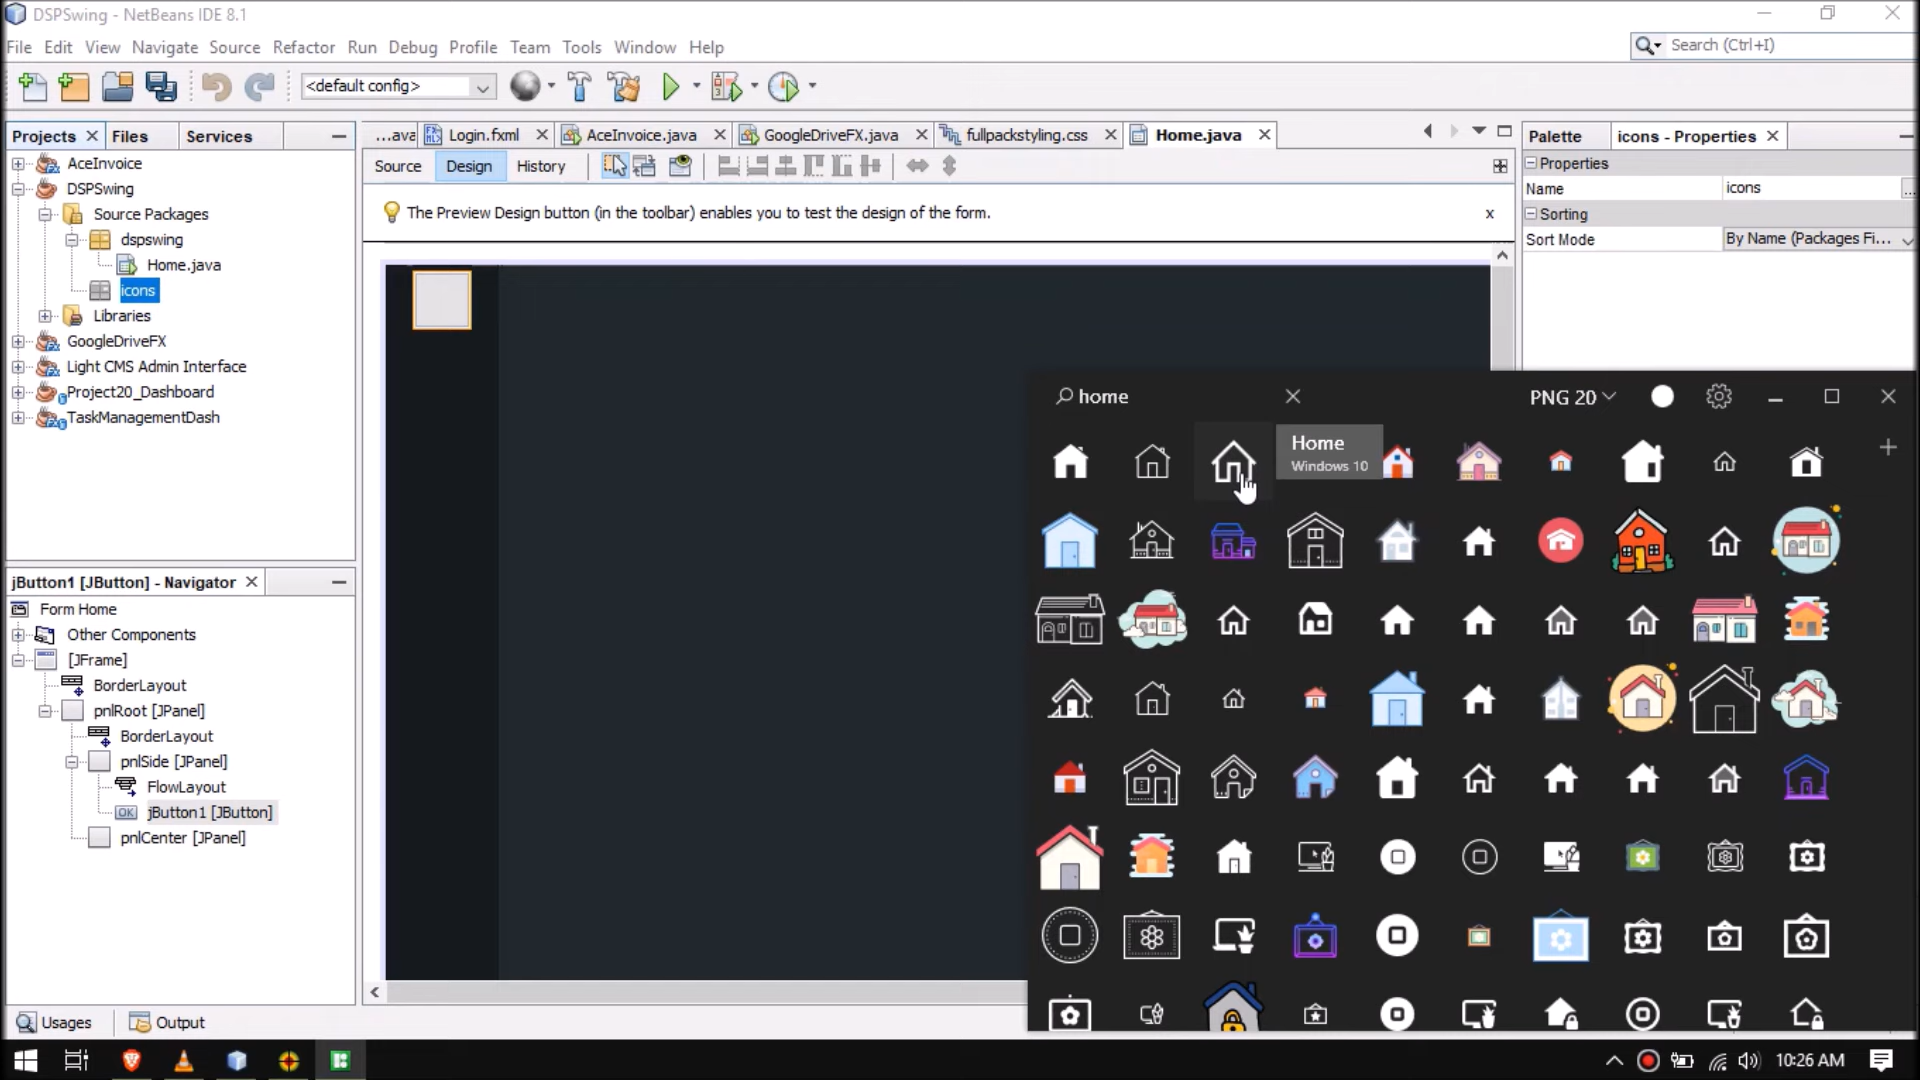 DSPSwing - NetBeans IDE 8.1
File Edit View Navigate Source Refactor Run Debug Profile Team Tools Window Help
Search (Ctrl+I)
<default config>
Projects Files Services
...ava Login.fxml AceInvoice.java GoogleDriveFX.java fullpackstyling.css Home.java
Palette icons - Properties
Source Design History
The Preview Design button (in the toolbar) enables you to test the design of the form.
x
AceInvoice
DSPSwing
Source Packages
dspswing
Home.java
icons
Libraries
GoogleDriveFX
Light CMS Admin Interface
Project20_Dashboard
TaskManagementDash
Properties
Name icons ...
Sorting
Sort Mode By Name (Packages Fi...
home
PNG 20
Home
Windows 10
jButton1 [JButton] - Navigator
Form Home
Other Components
[JFrame]
BorderLayout
pnlRoot [JPanel]
BorderLayout
pnlSide [JPanel]
FlowLayout
OK jButton1 [JButton]
pnlCenter [JPanel]
Usages Output
10:26 AM